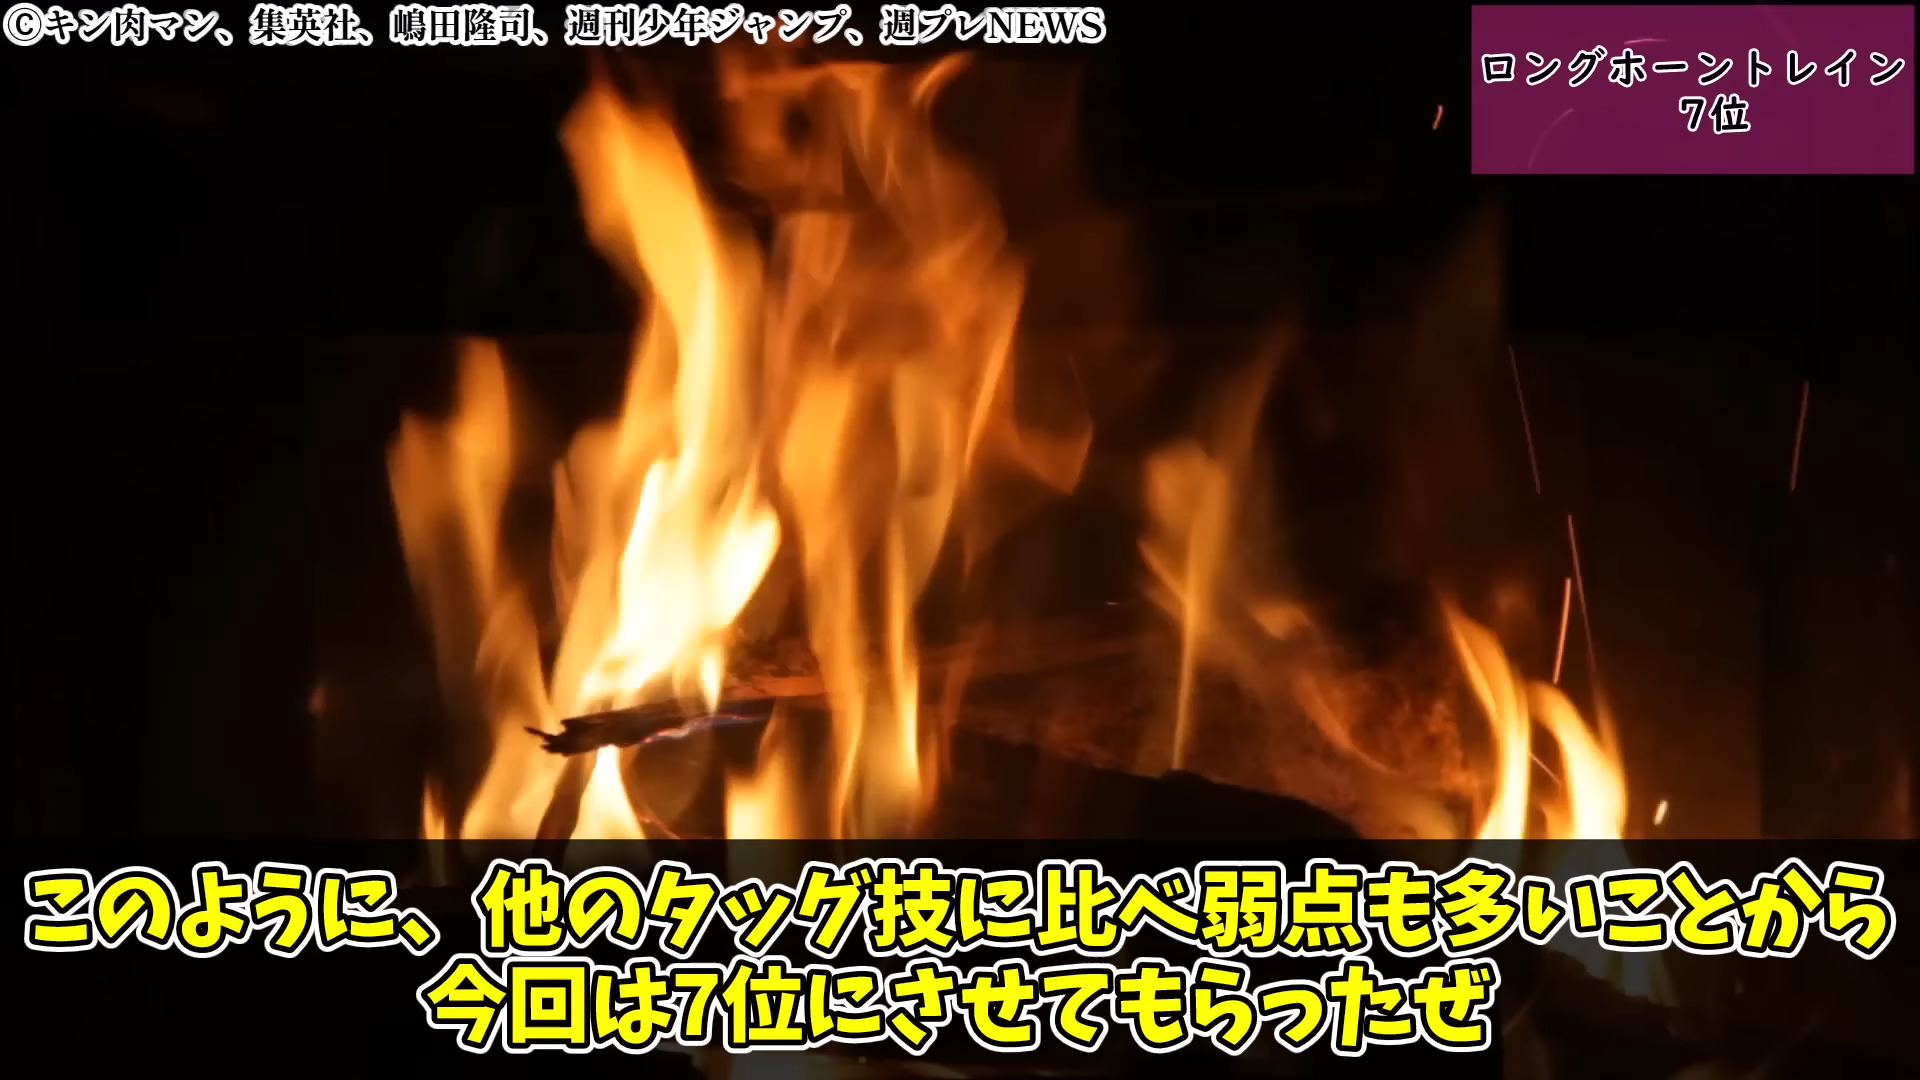 Ⓒキン肉マン、集英社、嶋田隆司、週刊少年ジャンプ、週プレNEWS
ロングホーントレイン
7位
このように、他のタッグ技に比べ弱点も多いことから
今回は7位にさせてもらったぜ